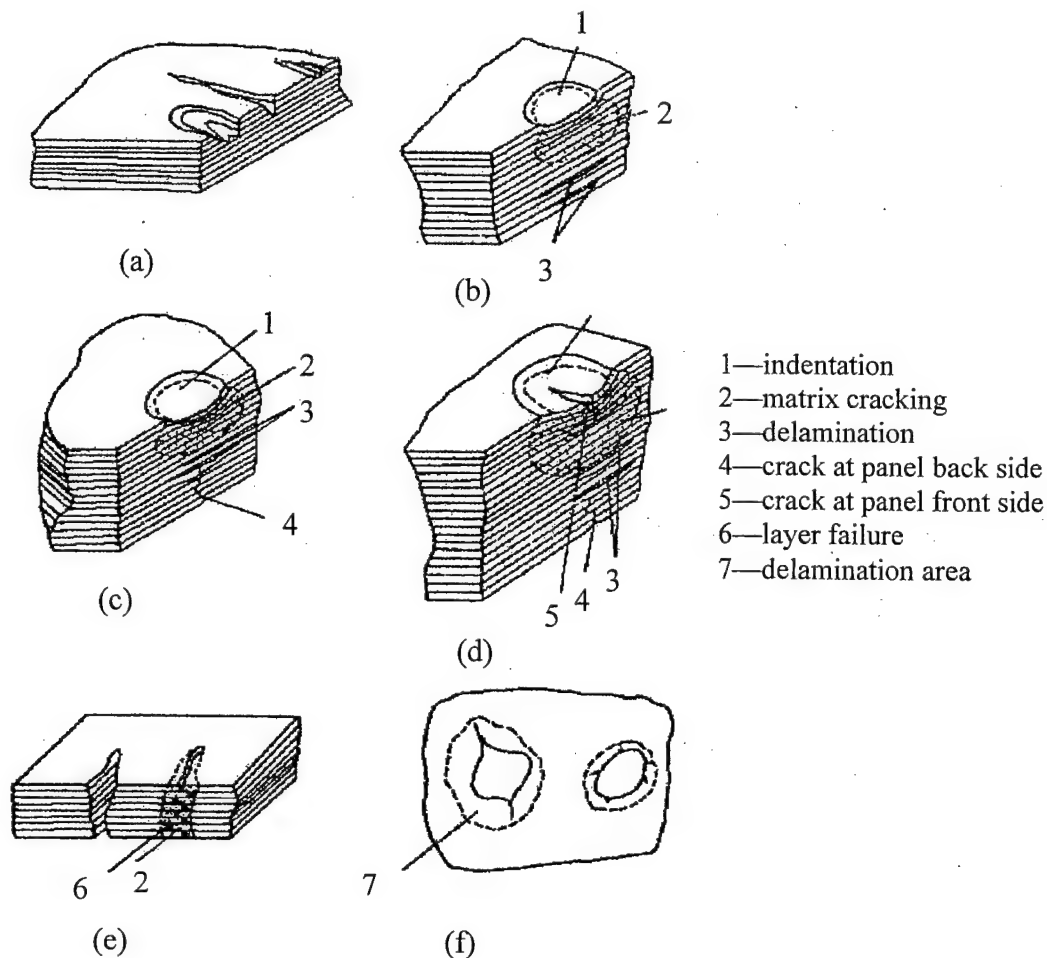 1
2
3
(a)
(b)
1
2
3
4
(c)
3
4
5
(d)
1—indentation
2—matrix cracking
3—delamination
4—crack at panel back side
5—crack at panel front side
6—layer failure
7—delamination area
6
2
(e)
7
(f)